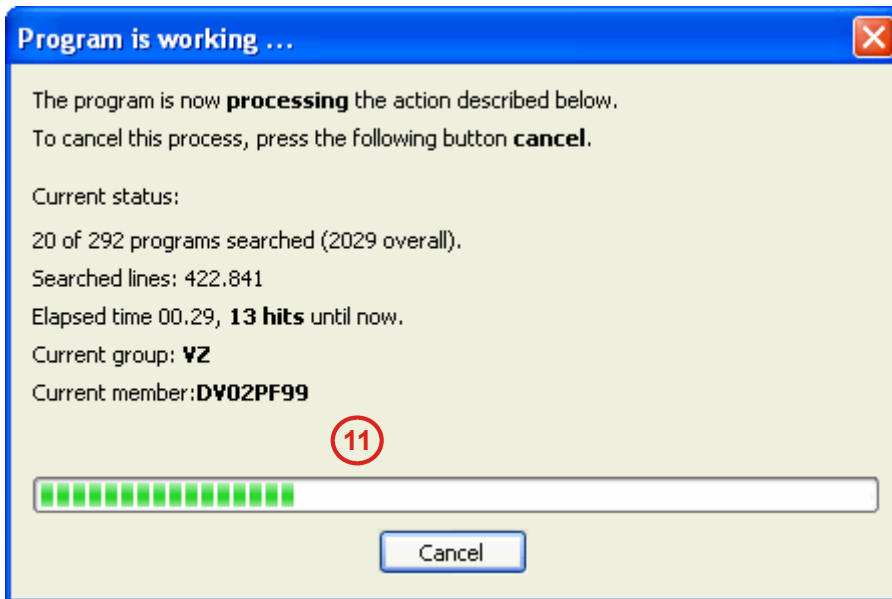 Program is working ...
The program is now processing the action described below.
To cancel this process, press the following button cancel.
Current status:
20 of 292 programs searched (2029 overall).
Searched lines: 422.841
Elapsed time 00.29, 13 hits until now.
Current group: VZ
Current member:DV02PF99
11
Cancel